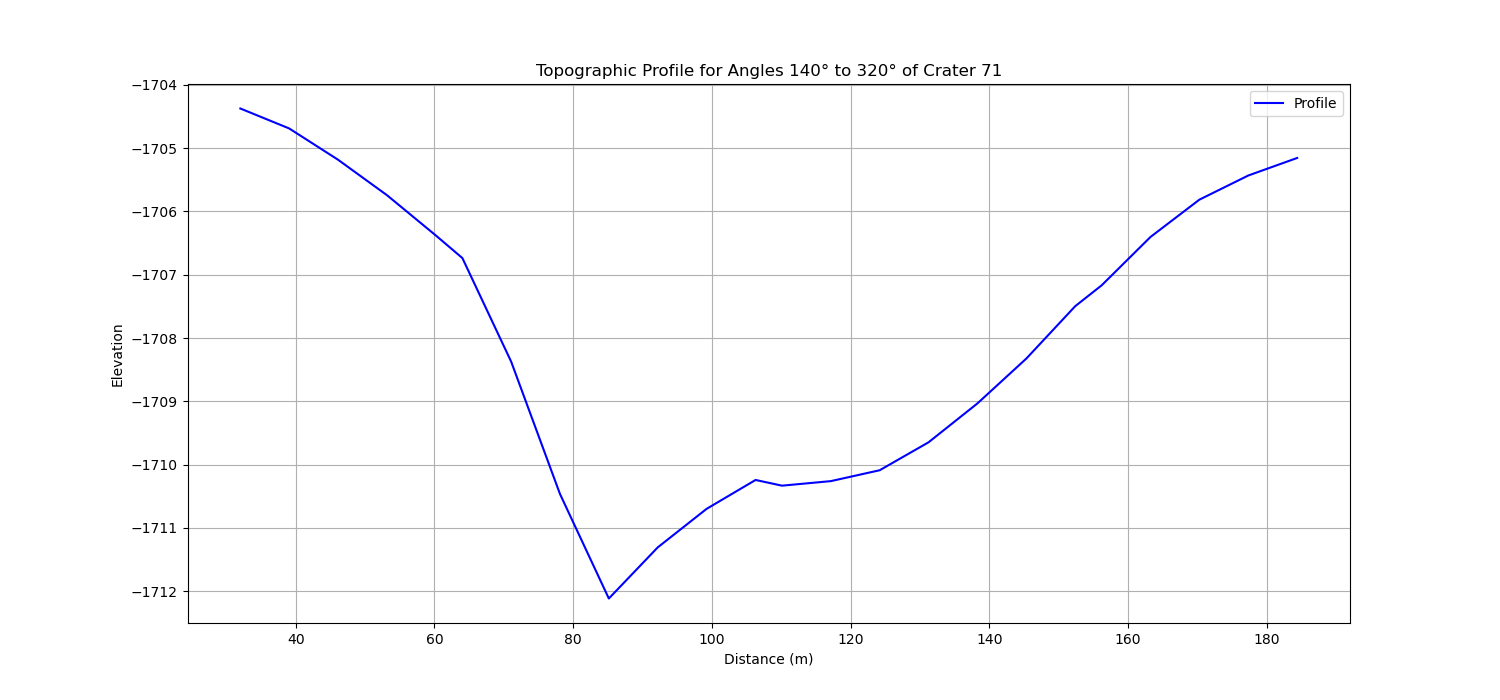 Topographic Profile for Angles 140° to 320° of Crater 71
Profile
−1704
−1705
−1706
−1707
−1708
−1709
−1710
−1711
−1712
Elevation
40 60 80 100 120 140 160 180
Distance (m)